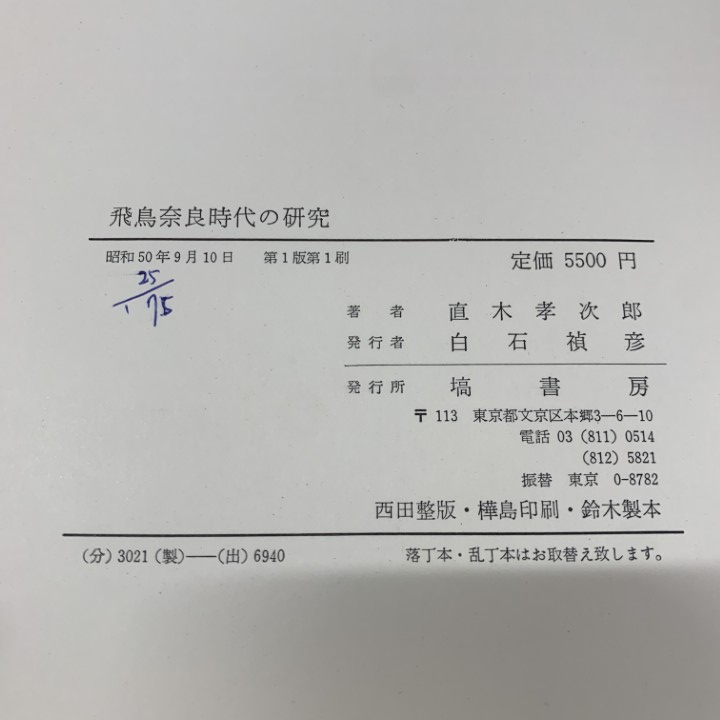 飛鳥奈良時代の研究
昭和50年9月10日 第1版第1刷 定価 5500 円
25
著者 直木孝次郎
発行者 白石禎彦
発行所 塙書房
〒 113 東京都文京区本郷3―6―10
電話 03 (811) 0514
(812) 5821
振替 東京 0-8782
西田整版・樺島印刷・鈴木製本
(分) 3021 (製)――(出) 6940 落丁本・乱丁本はお取替え致します。